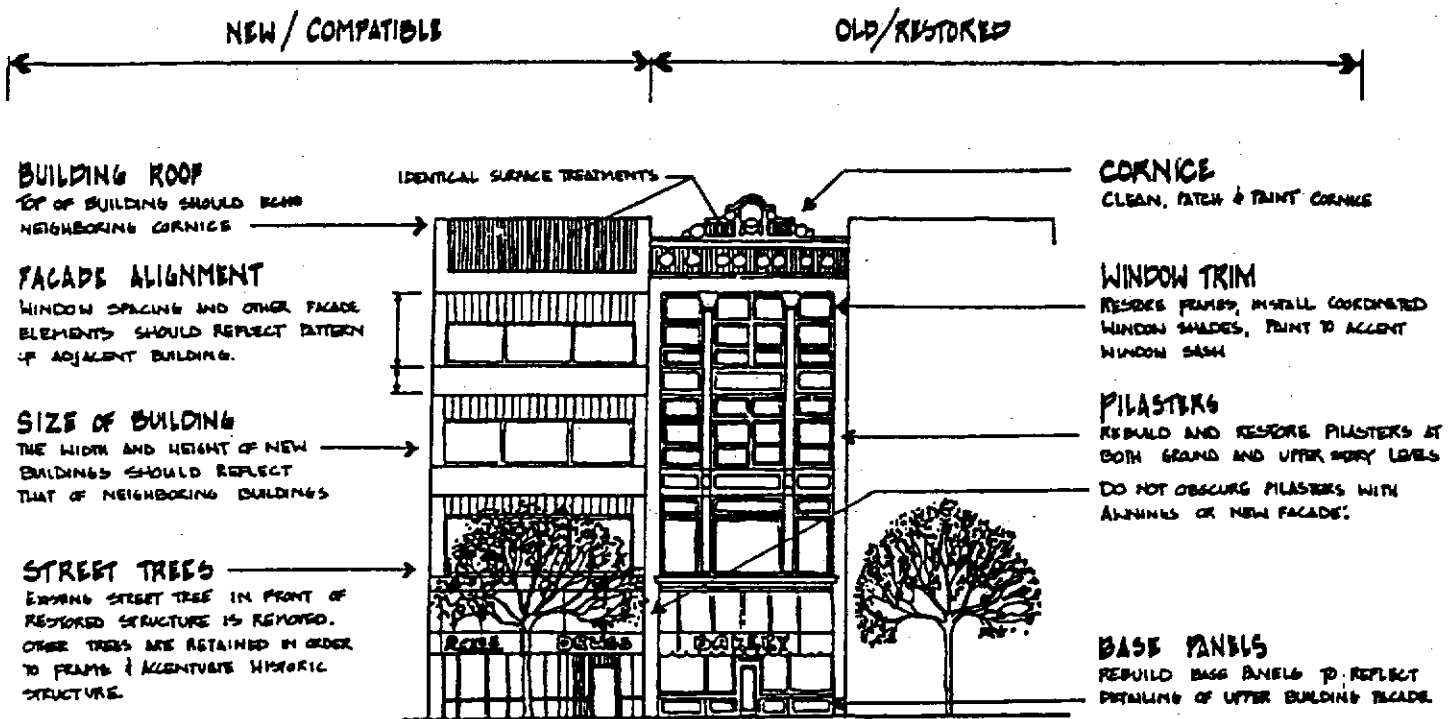 NEW / COMPATIBLE
OLD/RESTORED
BUILDING ROOF
TOP OF BUILDING SHOULD ECHO
NEIGHBORING CORNICE
FACADE ALIGNMENT
WINDOW SPACING AND OTHER FACADE
ELEMENTS SHOULD REFLECT PATTERN
OF ADJACENT BUILDING.
SIZE OF BUILDING
THE WIDTH AND HEIGHT OF NEW
BUILDINGS SHOULD REFLECT
THAT OF NEIGHBORING BUILDINGS
STREET TREES
EXISTING STREET TREE IN FRONT OF
RESTORED STRUCTURE IS REMOVED.
OTHER TREES ARE RETAINED IN ORDER
TO FRAME & ACCENTUATE HISTORIC
STRUCTURE.
IDENTICAL SURFACE TREATMENTS
DRUGS
BAKERY
CORNICE
CLEAN, PATCH & PAINT CORNICE
WINDOW TRIM
RESTORE FRAMES, INSTALL COORDINATED
WINDOW SHADES, PAINT TO ACCENT
WINDOW SASH
PILASTERS
REBUILD AND RESTORE PILASTERS AT
BOTH GROUND AND UPPER STORY LEVELS
DO NOT OBSCURE PILASTERS WITH
AWNINGS OR NEW FACADE.
BASE PANELS
REBUILD BASE PANELS TO REFLECT
DETAILING OF UPPER BUILDING FACADE.